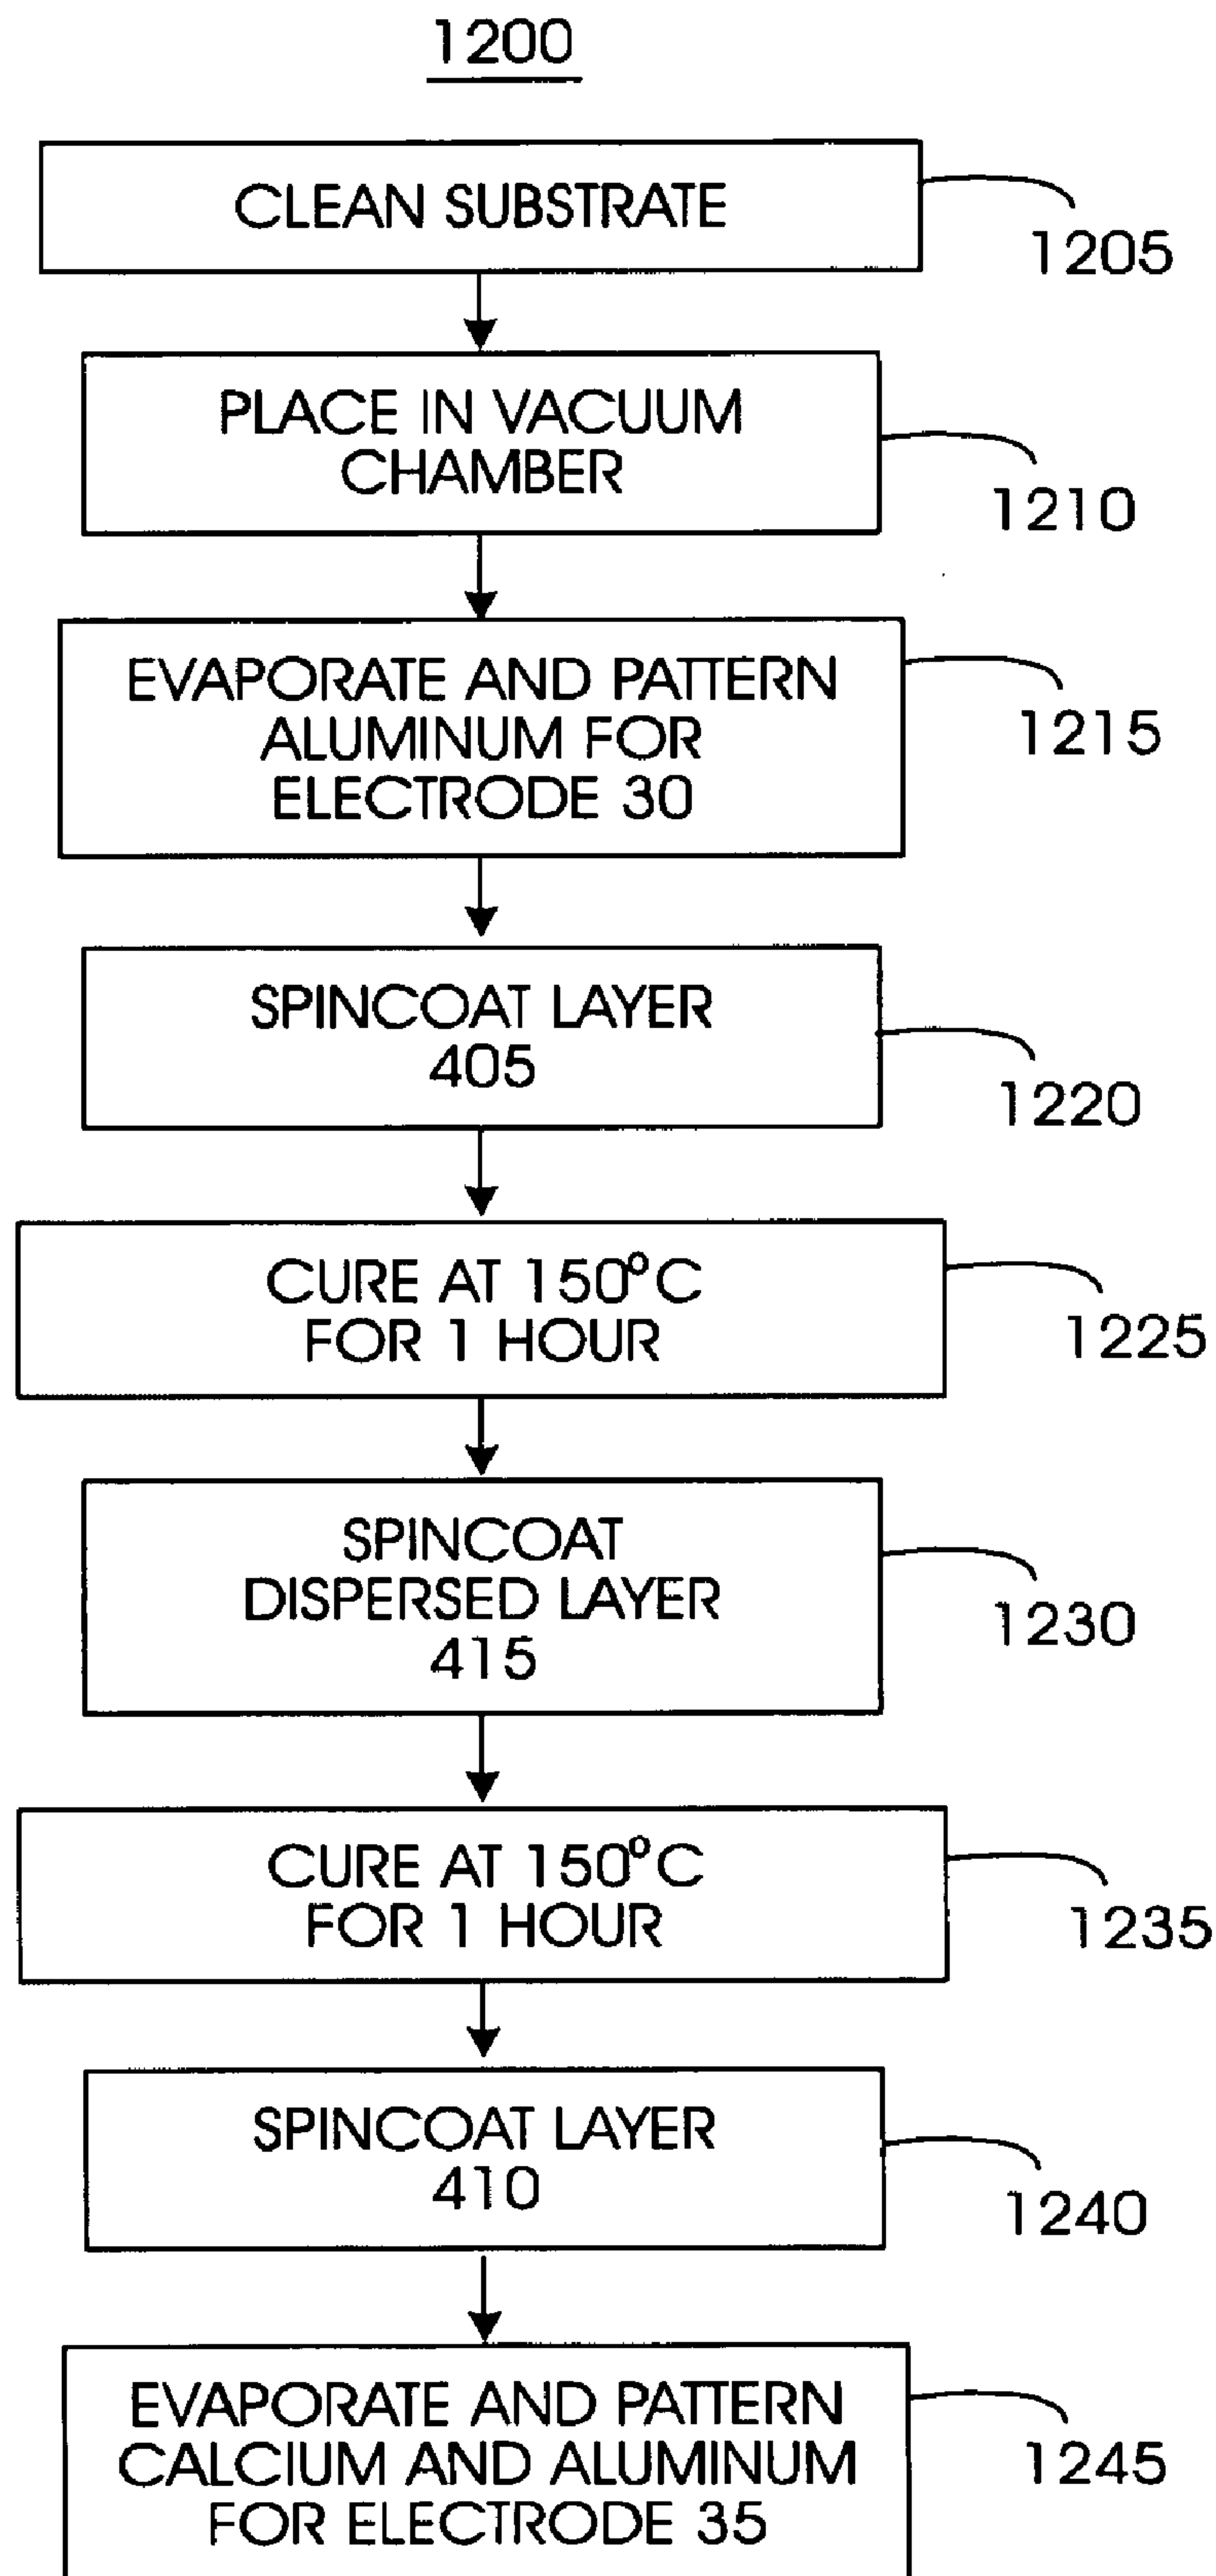 1200
CLEAN SUBSTRATE
1205
PLACE IN VACUUM
CHAMBER
1210
EVAPORATE AND PATTERN
ALUMINUM FOR
ELECTRODE 30
1215
SPINCOAT LAYER
405
1220
CURE AT 150°C
FOR 1 HOUR
1225
SPINCOAT
DISPERSED LAYER
415
1230
CURE AT 150°C
FOR 1 HOUR
1235
SPINCOAT LAYER
410
1240
EVAPORATE AND PATTERN
CALCIUM AND ALUMINUM
FOR ELECTRODE 35
1245